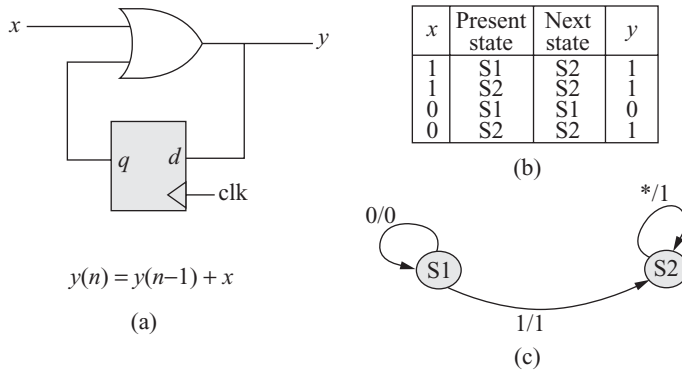 x
y
q
d
clk
y(n) = y(n−1) + x
(a)
x Present state Next state y
1 S1 S2 1
1 S2 S2 1
0 S1 S1 0
0 S2 S2 1
(b)
0/0
*/1
S1
S2
1/1
(c)